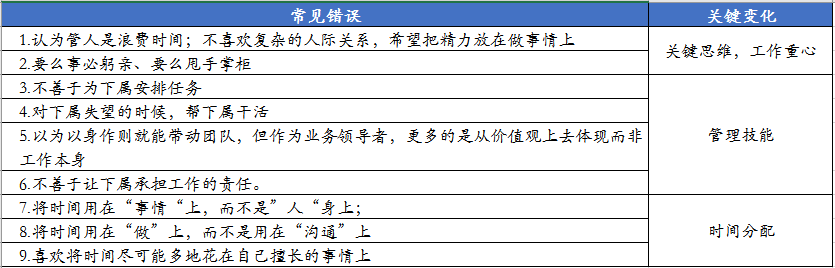 常见错误
关键变化
1.认为管人是浪费时间；不喜欢复杂的人际关系，希望把精力放在做事情上
2.要么事必躬亲、要么甩手掌柜
关键思维，工作重心
3.不善于为下属安排任务
4.对下属失望的时候，帮下属干活
5.以为以身作则就能带动团队，但作为业务领导者，更多的是从价值观上去体现而非
工作本身
6.不善于让下属承担工作的责任。
管理技能
7.将时间用在“事情“上，而不是”人“身上；
8.将时间用在“做”上，而不是用在“沟通”上
9.喜欢将时间尽可能多地花在自己擅长的事情上
时间分配